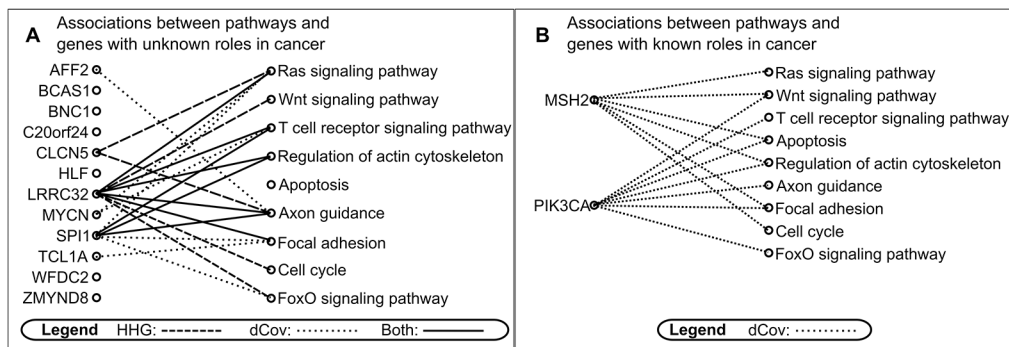 A Associations between pathways and
genes with unknown roles in cancer
AFF2
BCAS1
BNC1
C20orf24
CLCN5
HLF
LRRC32
MYCN
SPI1
TCL1A
WFDC2
ZMYND8
Ras signaling pathway
Wnt signaling pathway
T cell receptor signaling pathway
Regulation of actin cytoskeleton
Apoptosis
Axon guidance
Focal adhesion
Cell cycle
FoxO signaling pathway
Legend HHG: dCov: Both:
B Associations between pathways and
genes with known roles in cancer
MSH2
PIK3CA
Ras signaling pathway
Wnt signaling pathway
T cell receptor signaling pathway
Apoptosis
Regulation of actin cytoskeleton
Axon guidance
Focal adhesion
Cell cycle
FoxO signaling pathway
Legend dCov: